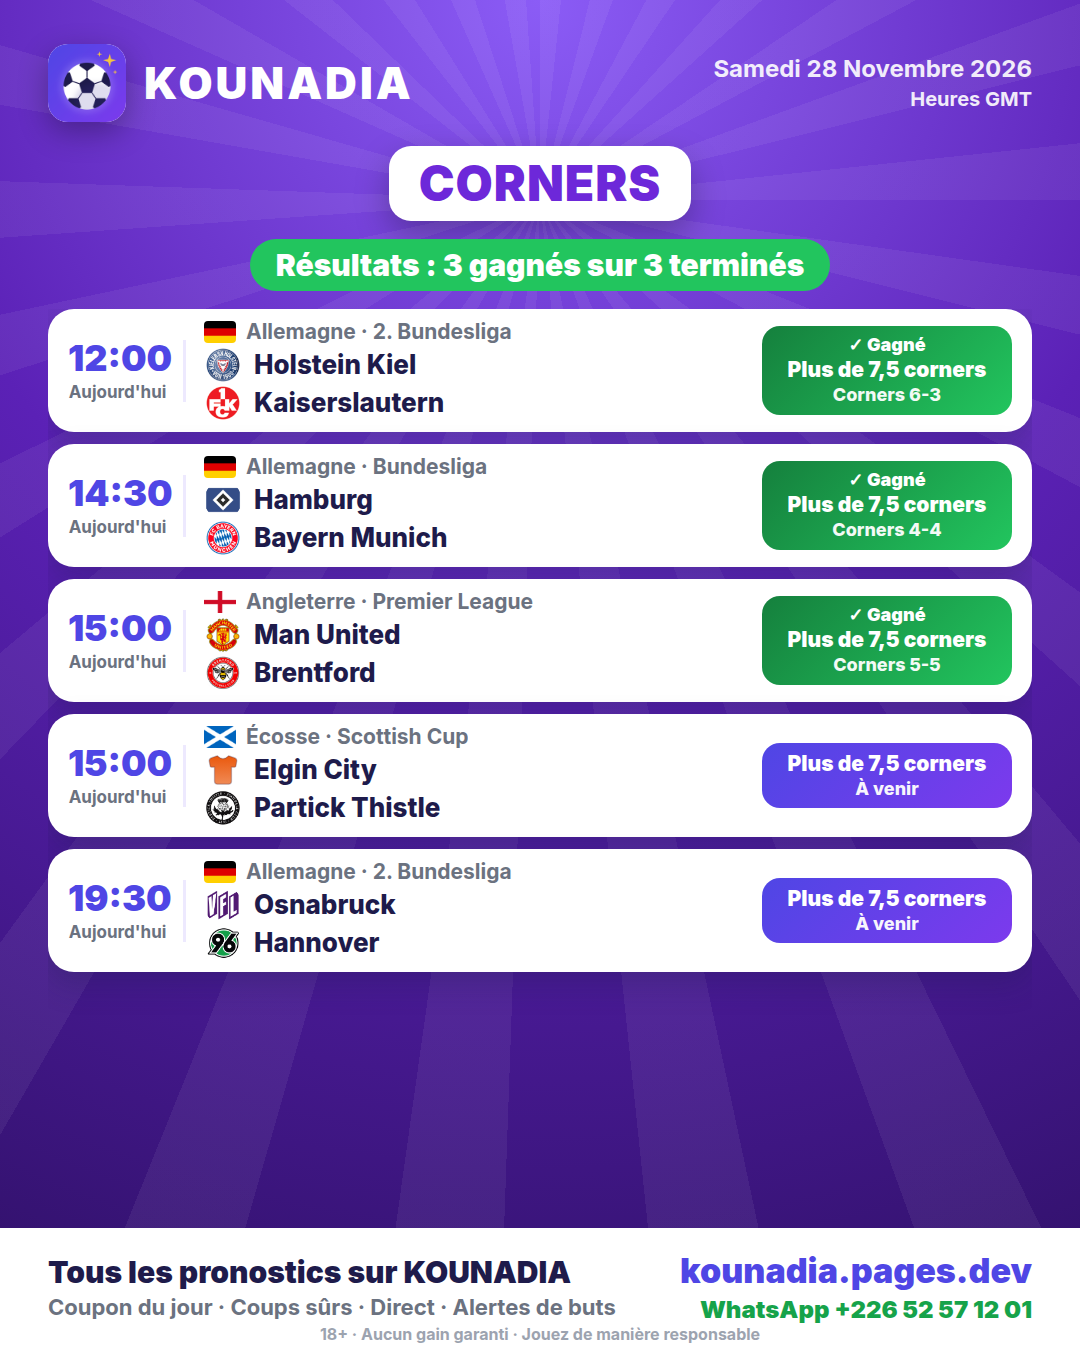 KOUNADIA
Samedi 28 Novembre 2026
Heures GMT
CORNERS
Résultats : 3 gagnés sur 3 terminés
12:00
Aujourd'hui
Allemagne · 2. Bundesliga
Holstein Kiel
Kaiserslautern
✓ Gagné
Plus de 7,5 corners
Corners 6-3
14:30
Aujourd'hui
Allemagne · Bundesliga
Hamburg
Bayern Munich
✓ Gagné
Plus de 7,5 corners
Corners 4-4
15:00
Aujourd'hui
Angleterre · Premier League
Man United
Brentford
✓ Gagné
Plus de 7,5 corners
Corners 5-5
15:00
Aujourd'hui
Écosse · Scottish Cup
Elgin City
Partick Thistle
Plus de 7,5 corners
À venir
19:30
Aujourd'hui
Allemagne · 2. Bundesliga
VFL
Osnabruck
96
Hannover
Plus de 7,5 corners
À venir
Tous les pronostics sur KOUNADIA
Coupon du jour · Coups sûrs · Direct · Alertes de buts
kounadia.pages.dev
WhatsApp +226 52 57 12 01
18+ · Aucun gain garanti · Jouez de manière responsable